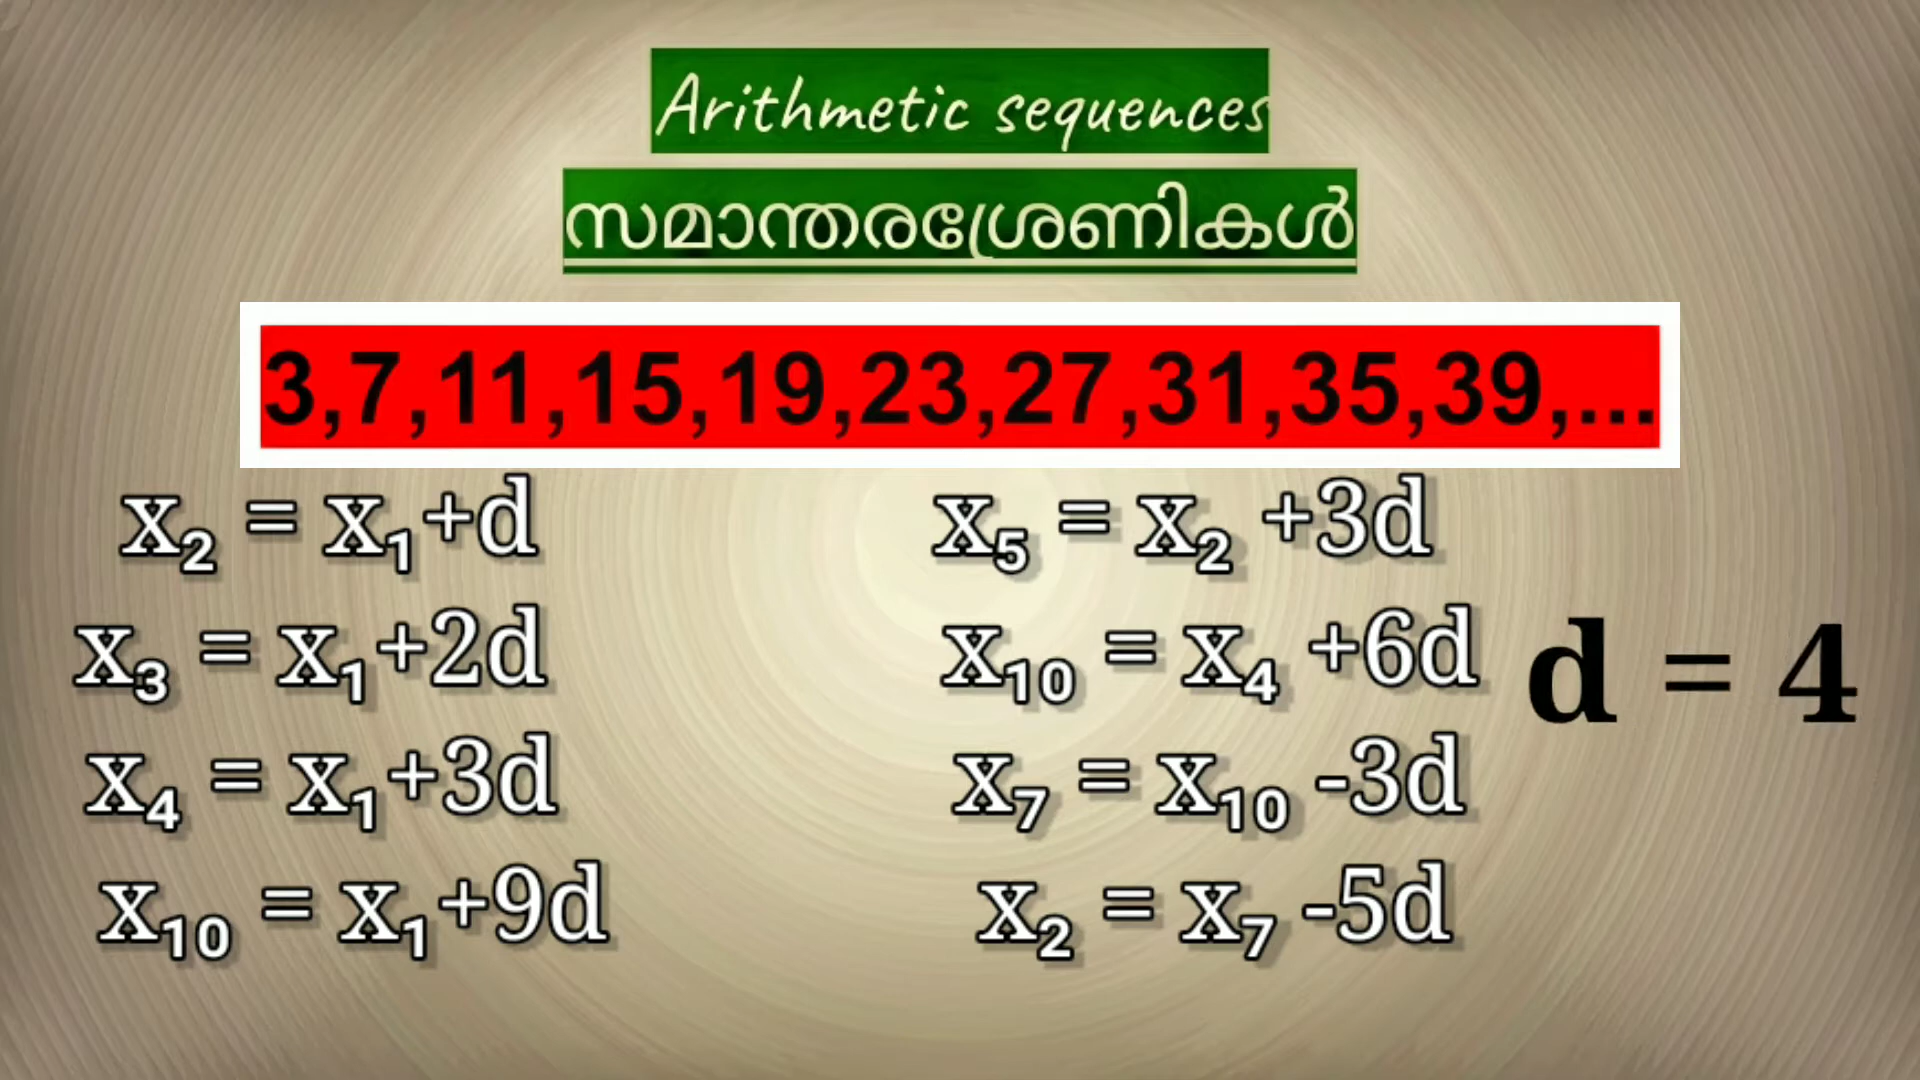 Arithmetic sequences
സമാന്തരശ്രേണികൾ
3,7,11,15,19,23,27,31,35,39,...
x₂ = x₁+d
x₃ = x₁+2d
x₄ = x₁+3d
x₁₀ = x₁+9d
x₅ = x₂ +3d
x₁₀ = x₄ +6d
x₇ = x₁₀ -3d
x₂ = x₇ -5d
d = 4